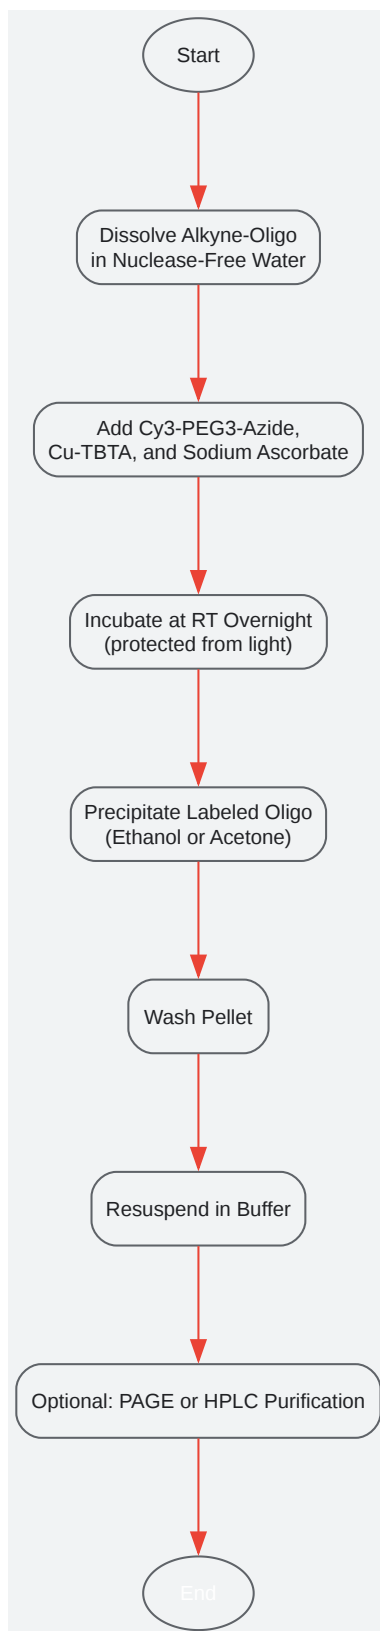 Start
Dissolve Alkyne-Oligo
in Nuclease-Free Water
Add Cy3-PEG3-Azide,
Cu-TBTA, and Sodium Ascorbate
Incubate at RT Overnight
(protected from light)
Precipitate Labeled Oligo
(Ethanol or Acetone)
Wash Pellet
Resuspend in Buffer
Optional: PAGE or HPLC Purification
End